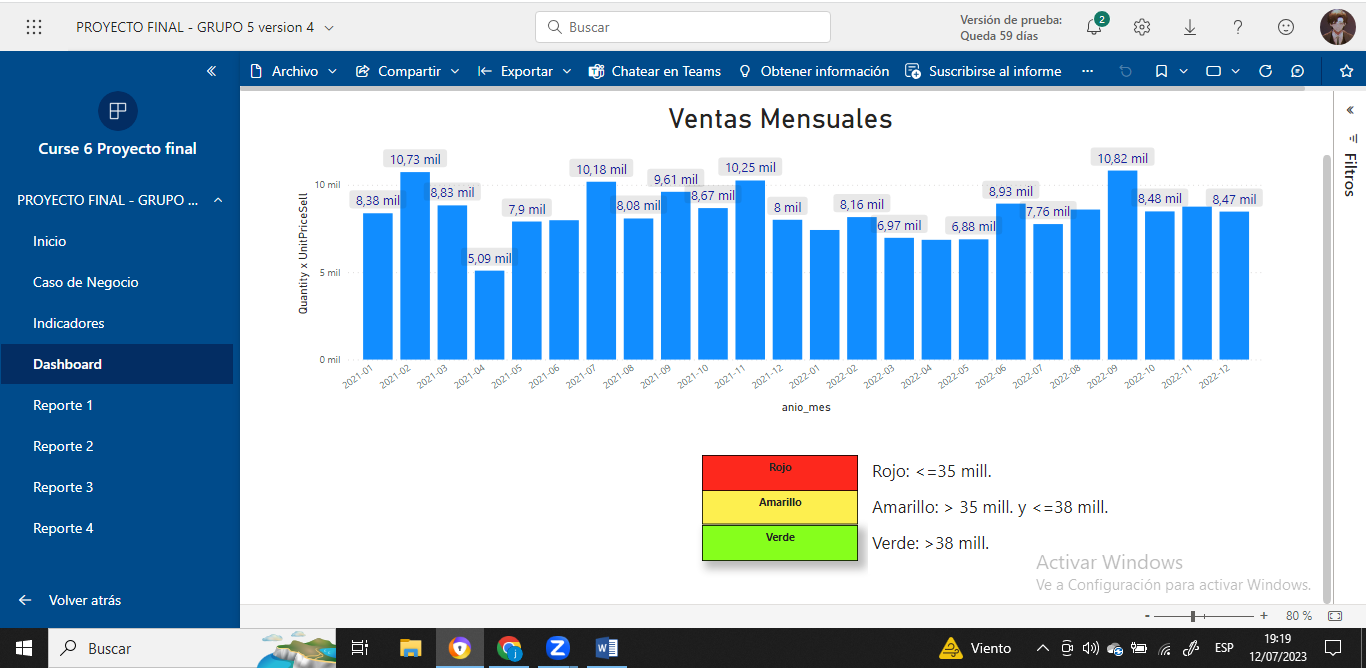 PROYECTO FINAL - GRUPO 5 version 4
Buscar
Versión de prueba:
Queda 59 días
2
Archivo
Compartir
Exportar
Chatear en Teams
Obtener información
Suscribirse al informe
Curse 6 Proyecto final
PROYECTO FINAL - GRUPO ...
Inicio
Caso de Negocio
Indicadores
Dashboard
Reporte 1
Reporte 2
Reporte 3
Reporte 4
Volver atrás
Filtros
Ventas Mensuales
Quantity x UnitPriceSell
10 mil
5 mil
0 mil
8,38 mil
10,73 mil
8,83 mil
5,09 mil
7,9 mil
10,18 mil
8,08 mil
9,61 mil
8,67 mil
10,25 mil
8 mil
8,16 mil
6,97 mil
6,88 mil
8,93 mil
7,76 mil
10,82 mil
8,48 mil
8,47 mil
2021-01
2021-02
2021-03
2021-04
2021-05
2021-06
2021-07
2021-08
2021-09
2021-10
2021-11
2021-12
2022-01
2022-02
2022-03
2022-04
2022-05
2022-06
2022-07
2022-08
2022-09
2022-10
2022-11
2022-12
anio_mes
Rojo
Rojo: <=35 mill.
Amarillo
Amarillo: > 35 mill. y <=38 mill.
Verde
Verde: >38 mill.
Activar Windows
Ve a Configuración para activar Windows.
- + 80 %
Buscar
Viento
ESP
19:19
12/07/2023